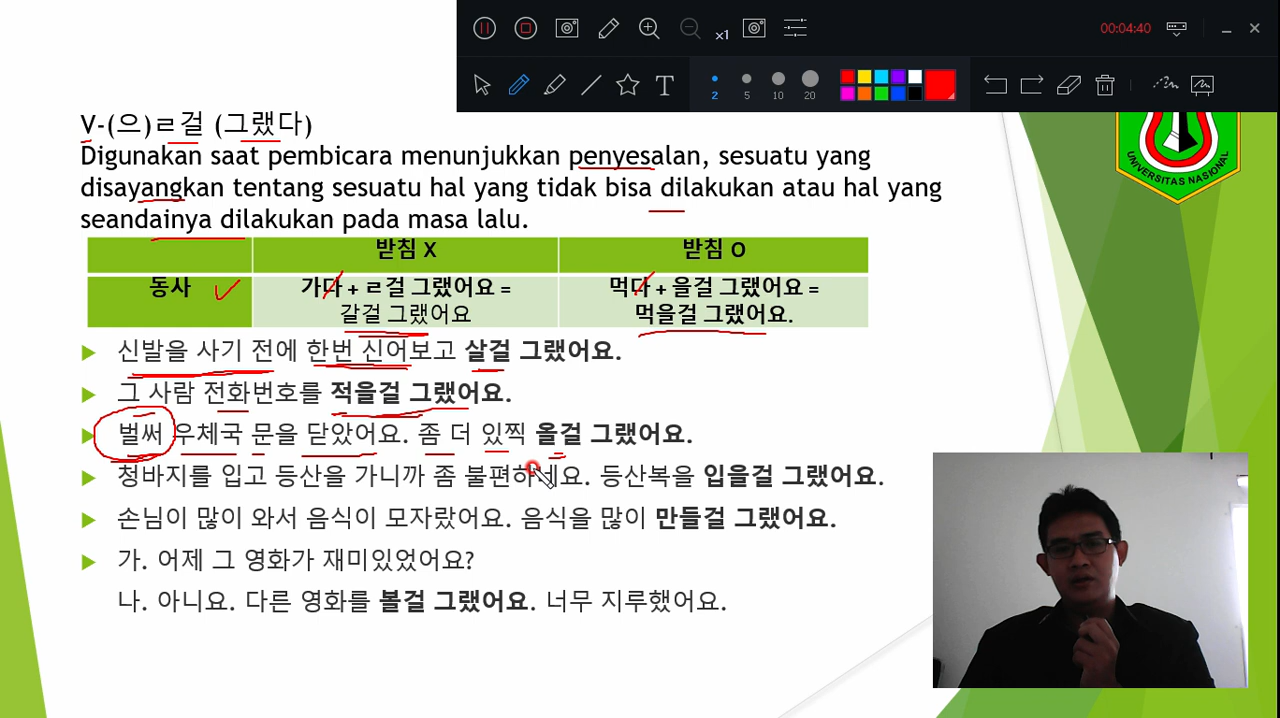 x1
00:04:40
2 5 10 20
V-(으)ㄹ걸 (그랬다)
Digunakan saat pembicara menunjukkan penyesalan, sesuatu yang
disayangkan tentang sesuatu hal yang tidak bisa dilakukan atau hal yang
seandainya dilakukan pada masa lalu.
UNIVERSITAS NASIONAL
받침 X 받침 O
동사 가다 + ㄹ걸 그랬어요 = 먹다 + 을걸 그랬어요 =
갈걸 그랬어요 먹을걸 그랬어요.
신발을 사기 전에 한번 신어보고 살걸 그랬어요.
그 사람 전화번호를 적을걸 그랬어요.
벌써 우체국 문을 닫았어요. 좀 더 있찍 올걸 그랬어요.
청바지를 입고 등산을 가니까 좀 불편하네요. 등산복을 입을걸 그랬어요.
손님이 많이 와서 음식이 모자랐어요. 음식을 많이 만들걸 그랬어요.
가. 어제 그 영화가 재미있었어요?
나. 아니요. 다른 영화를 볼걸 그랬어요. 너무 지루했어요.